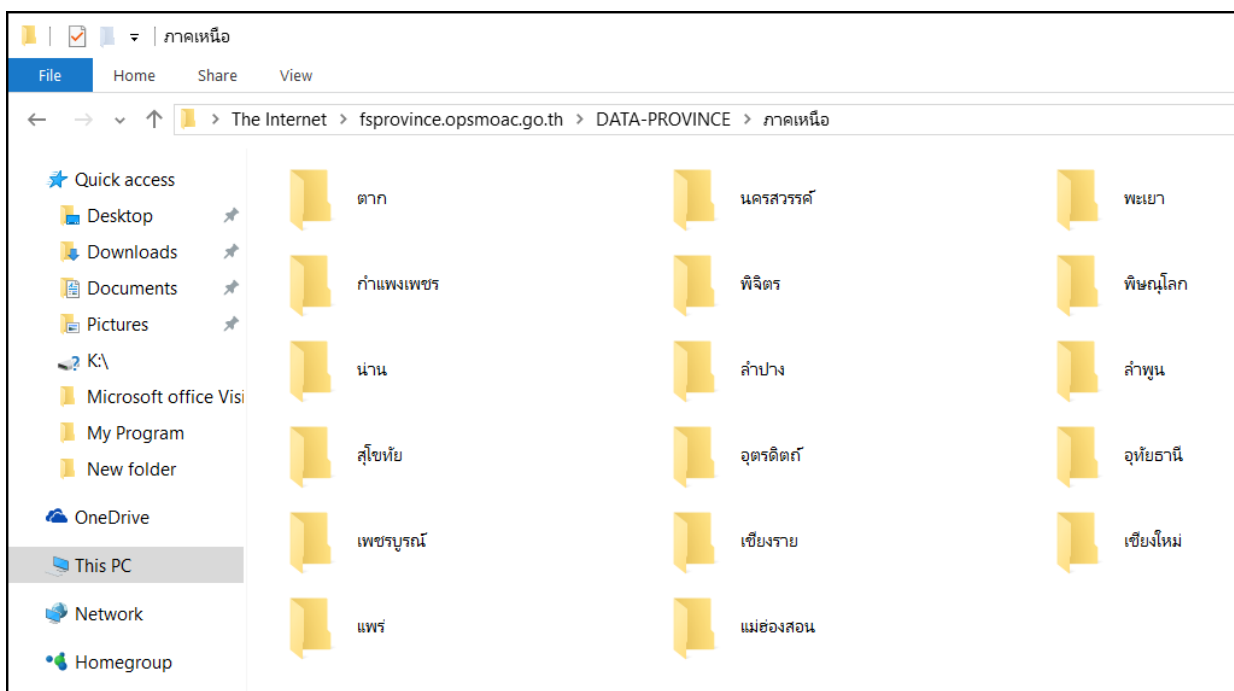 ภาคเหนือ
File Home Share View
The Internet > fsprovince.opsmoac.go.th > DATA-PROVINCE > ภาคเหนือ
Quick access
Desktop
Downloads
Documents
Pictures
K:\
Microsoft office Visi
My Program
New folder
OneDrive
This PC
Network
Homegroup
ตาก นครสวรรค์ พะเยา
กำแพงเพชร พิจิตร พิษณุโลก
น่าน ลำปาง ลำพูน
สุโขทัย อุตรดิตถ์ อุทัยธานี
เพชรบูรณ์ เชียงราย เชียงใหม่
แพร่ แม่ฮ่องสอน